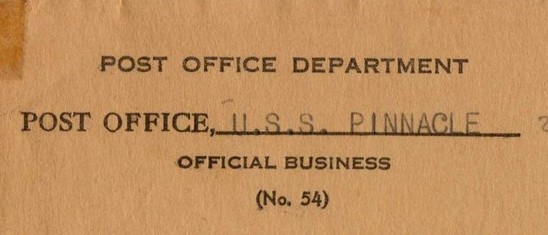 POST OFFICE DEPARTMENT
POST OFFICE, U.S.S. PINNACLE
OFFICIAL BUSINESS
(No. 54)